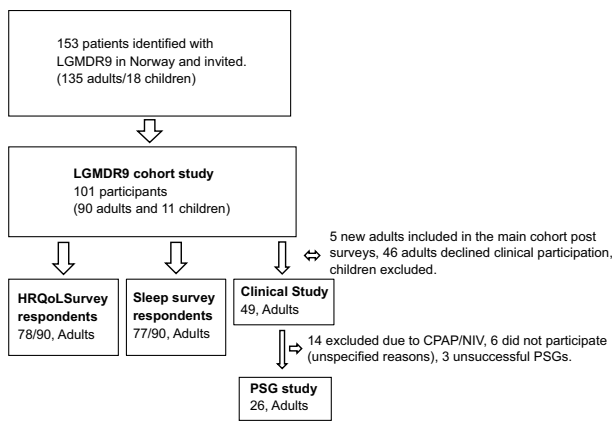 153 patients identified with
LGMDR9 in Norway and invited.
(135 adults/18 children)
LGMDR9 cohort study
101 participants
(90 adults and 11 children)
5 new adults included in the main cohort post
surveys, 46 adults declined clinical participation,
children excluded.
HRQoLSurvey
respondents
78/90, Adults
Sleep survey
respondents
77/90, Adults
Clinical Study
49, Adults
14 excluded due to CPAP/NIV, 6 did not participate
(unspecified reasons), 3 unsuccessful PSGs.
PSG study
26, Adults